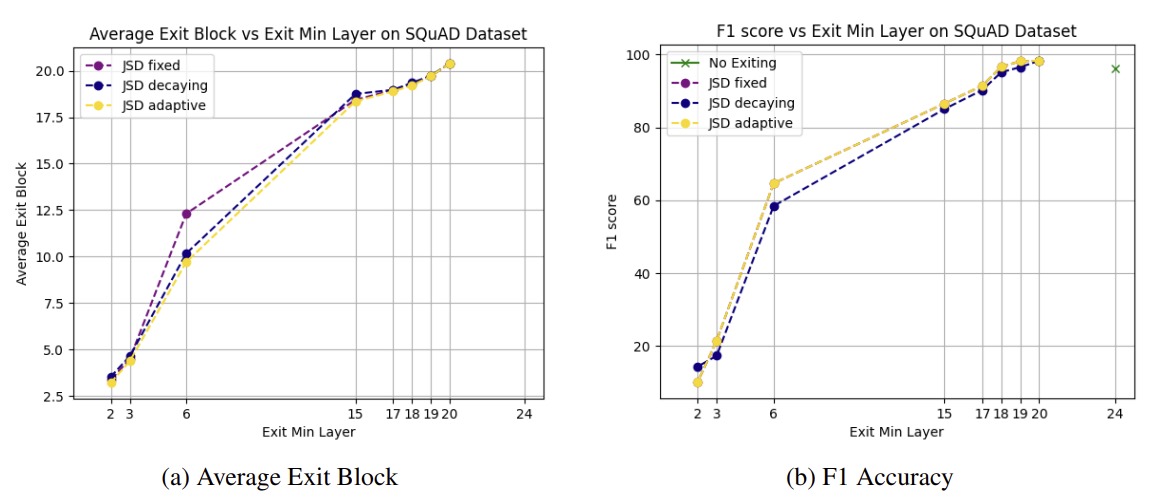 Average Exit Block vs Exit Min Layer on SQuAD Dataset
JSD fixed
JSD decaying
JSD adaptive
20.0
17.5
15.0
12.5
10.0
7.5
5.0
2.5
Average Exit Block
2 3 6 15 17 18 19 20 24
Exit Min Layer
(a) Average Exit Block
F1 score vs Exit Min Layer on SQuAD Dataset
No Exiting
JSD fixed
JSD decaying
JSD adaptive
100
80
60
40
20
F1 score
2 3 6 15 17 18 19 20 24
Exit Min Layer
(b) F1 Accuracy